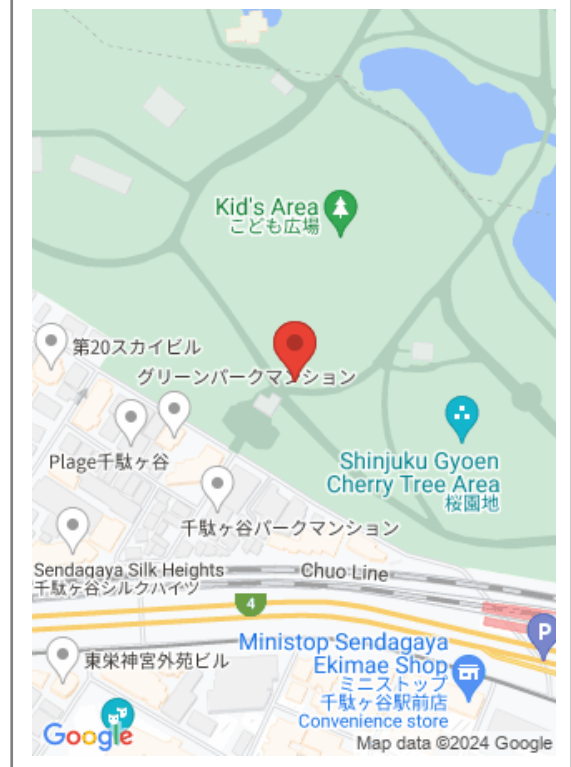 Kid's Area
こども広場
第20スカイビル
グリーンパークマンション
Plage千駄ヶ谷
Shinjuku Gyoen
Cherry Tree Area
桜園地
千駄ヶ谷パークマンション
Sendagaya Silk Heights
千駄ヶ谷シルクハイツ
Chuo Line
4
P
Ministop Sendagaya
Ekimae Shop
ミニストップ
千駄ヶ谷駅前店
Convenience store
東栄神宮外苑ビル
Google
Map data ©2024 Google